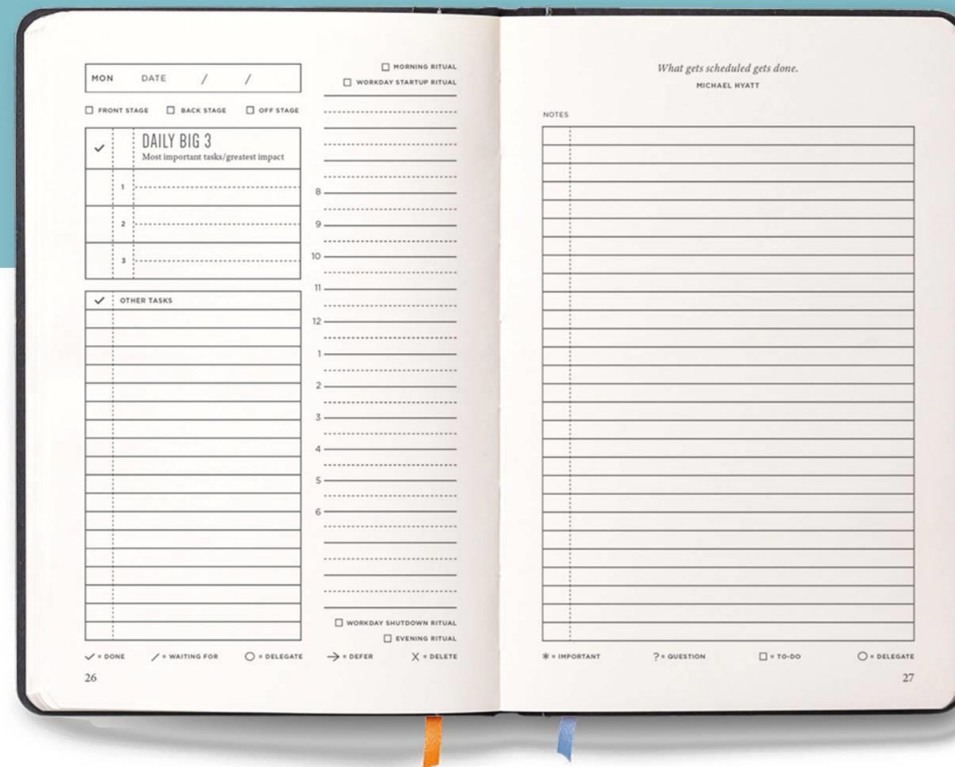 MON DATE / /
☐ FRONT STAGE ☐ BACK STAGE ☐ OFF STAGE
✓ DAILY BIG 3
Most important tasks/greatest impact
1
2
3
✓ OTHER TASKS
☐ MORNING RITUAL
☐ WORKDAY STARTUP RITUAL
8
9
10
11
12
1
2
3
4
5
6
☐ WORKDAY SHUTDOWN RITUAL
☐ EVENING RITUAL
✓ = DONE / = WAITING FOR ○ = DELEGATE → = DEFER X = DELETE
26
What gets scheduled gets done.
MICHAEL HYATT
NOTES
✱ = IMPORTANT ? = QUESTION ☐ = TO-DO ○ = DELEGATE
27